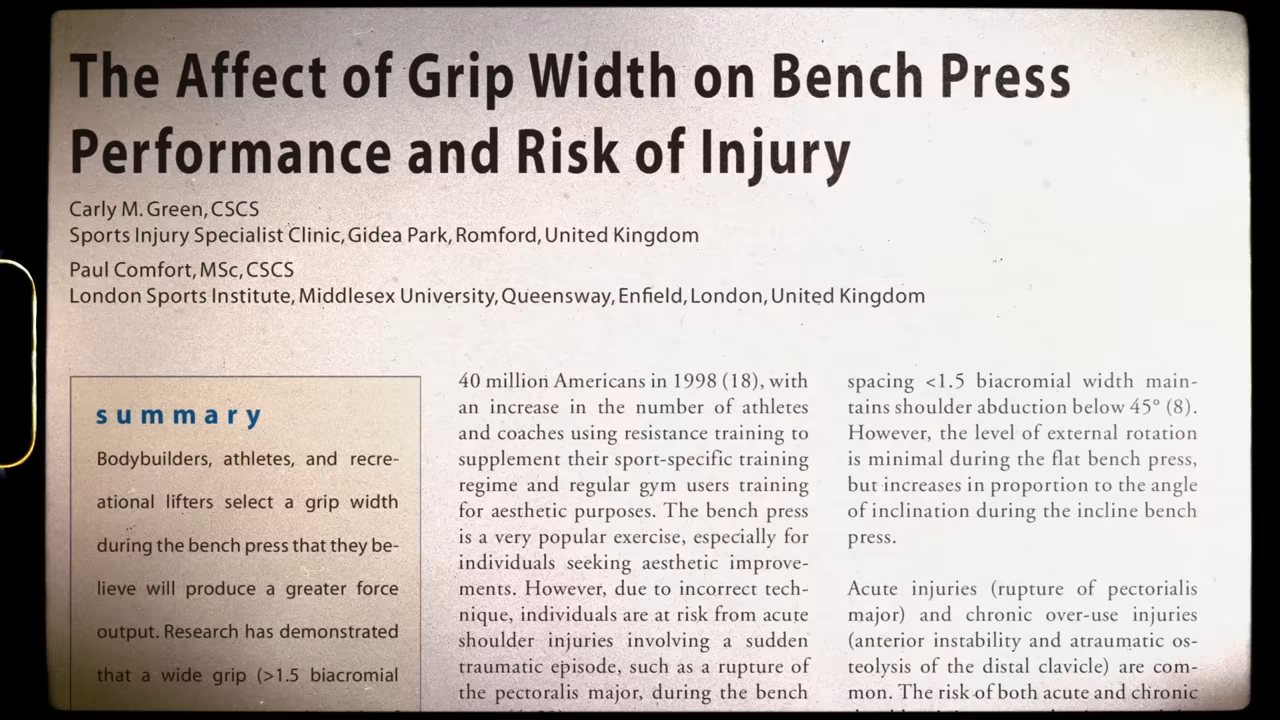 The Affect of Grip Width on Bench Press
Performance and Risk of Injury
Carly M. Green, CSCS
Sports Injury Specialist Clinic, Gidea Park, Romford, United Kingdom
Paul Comfort, MSc, CSCS
London Sports Institute, Middlesex University, Queensway, Enfield, London, United Kingdom
summary
Bodybuilders, athletes, and recre-
ational lifters select a grip width
during the bench press that they be-
lieve will produce a greater force
output. Research has demonstrated
that a wide grip (>1.5 biacromial
40 million Americans in 1998 (18), with
an increase in the number of athletes
and coaches using resistance training to
supplement their sport-specific training
regime and regular gym users training
for aesthetic purposes. The bench press
is a very popular exercise, especially for
individuals seeking aesthetic improve-
ments. However, due to incorrect tech-
nique, individuals are at risk from acute
shoulder injuries involving a sudden
traumatic episode, such as a rupture of
the pectoralis major, during the bench
spacing <1.5 biacromial width main-
tains shoulder abduction below 45° (8).
However, the level of external rotation
is minimal during the flat bench press,
but increases in proportion to the angle
of inclination during the incline bench
press.
Acute injuries (rupture of pectorialis
major) and chronic over-use injuries
(anterior instability and atraumatic os-
teolysis of the distal clavicle) are com-
mon. The risk of both acute and chronic